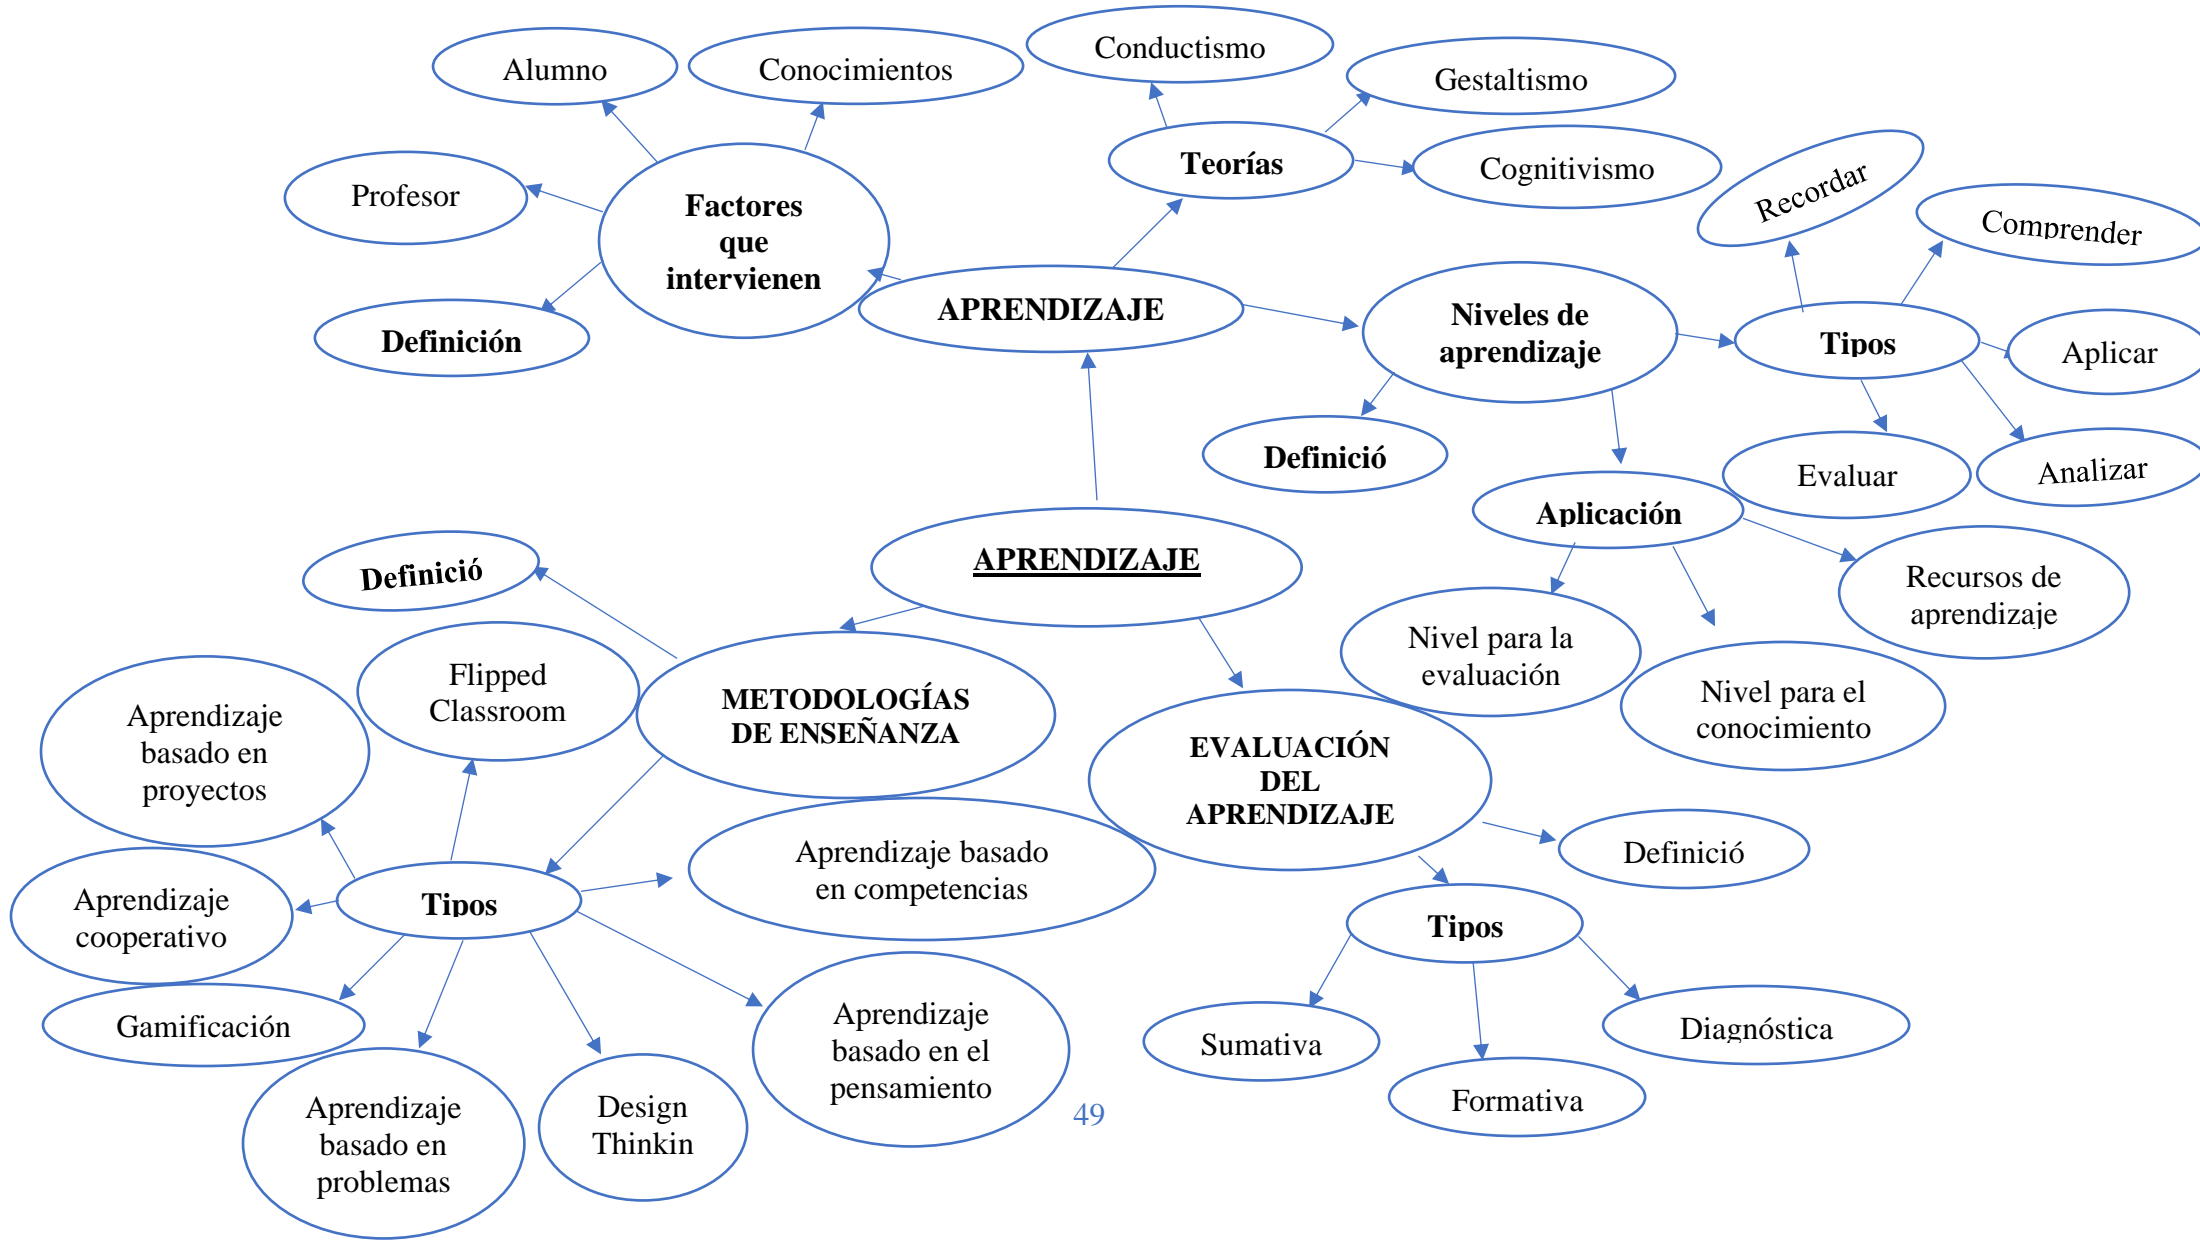 Conductismo
Alumno
Conocimientos
Gestaltismo
Teorías
Cognitivismo
Profesor
Recordar
Factores
que
intervienen
Comprender
APRENDIZAJE
Niveles de
aprendizaje
Definición
Tipos
Aplicar
Definició
Evaluar
Analizar
Aplicación
APRENDIZAJE
Definició
Recursos de
aprendizaje
Nivel para la
evaluación
Flipped
Classroom
METODOLOGÍAS
DE ENSEÑANZA
Nivel para el
conocimiento
Aprendizaje
basado en
proyectos
EVALUACIÓN
DEL
APRENDIZAJE
Aprendizaje basado
en competencias
Definició
Aprendizaje
cooperativo
Tipos
Tipos
Gamificación
Aprendizaje
basado en el
pensamiento
Sumativa
Diagnóstica
Aprendizaje
basado en
problemas
Design
Thinkin
Formativa
49